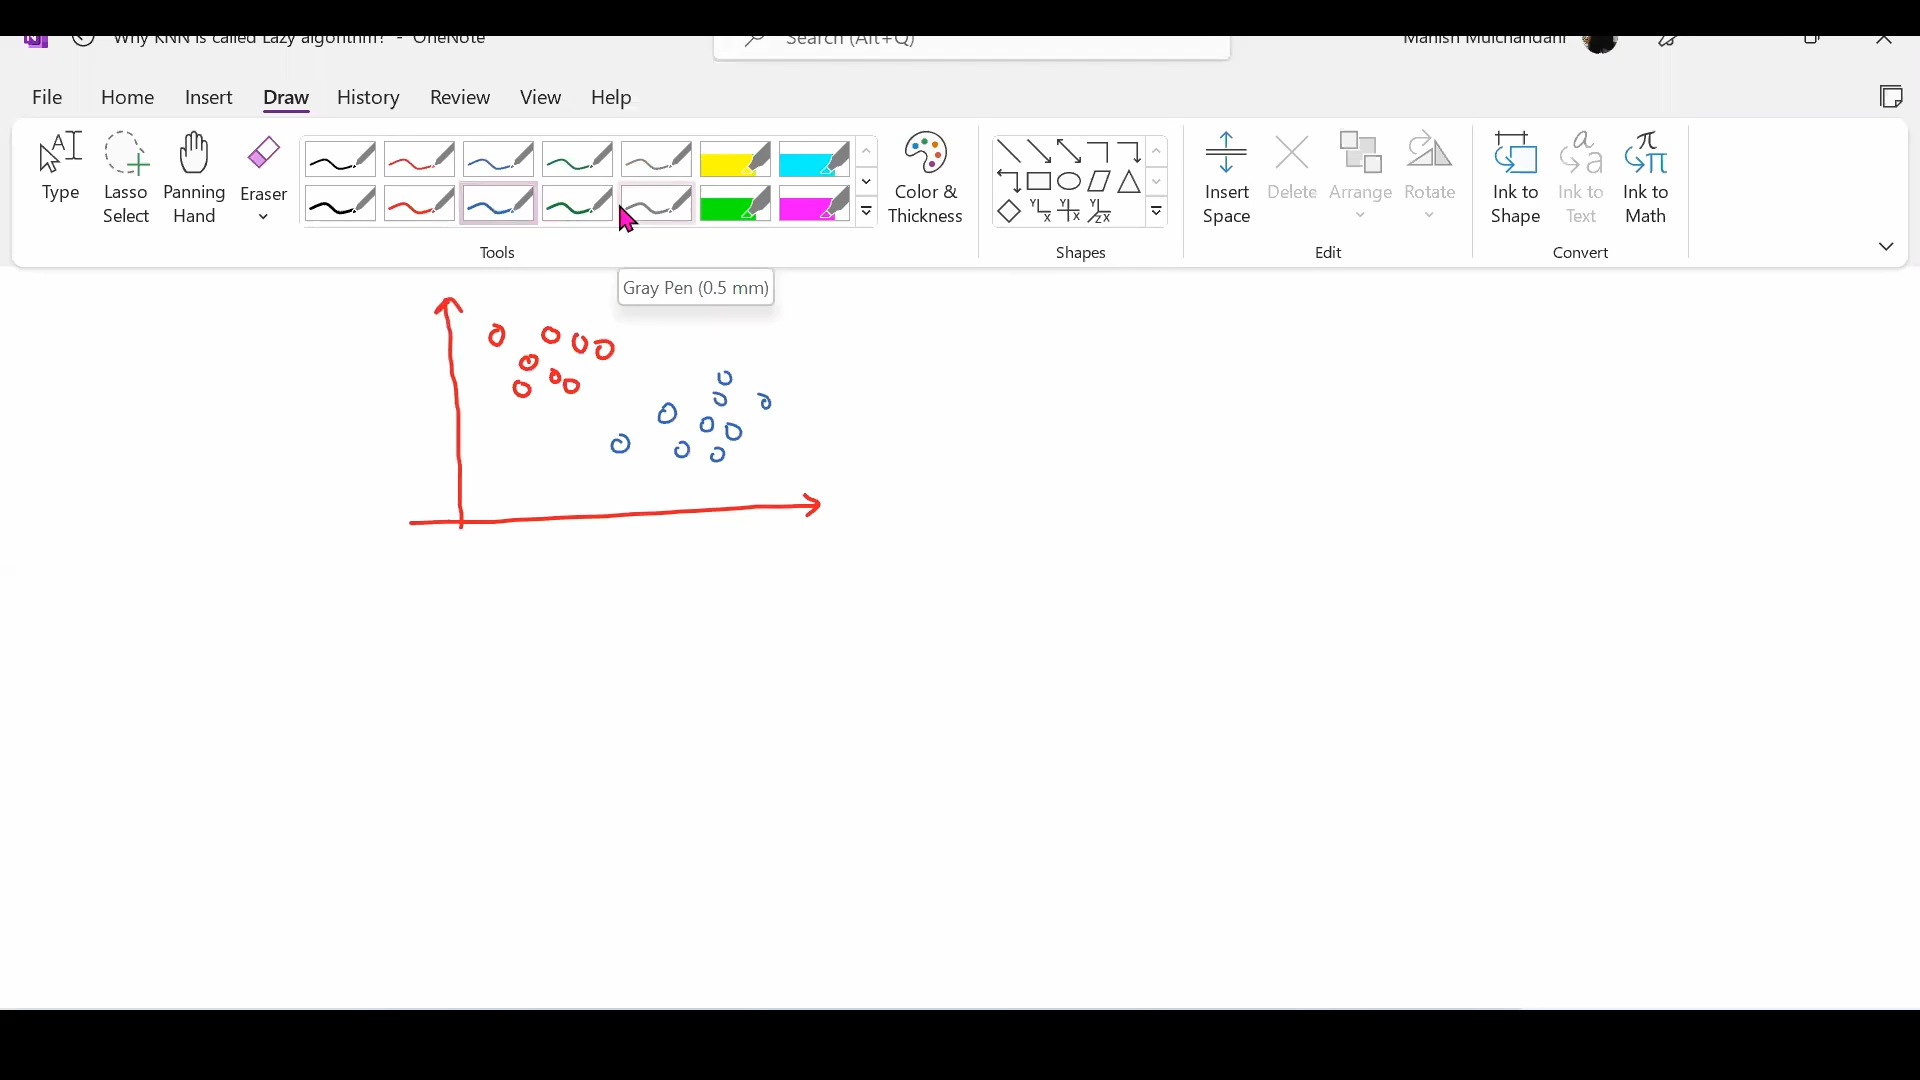 Why KNN is called Lazy algorithm? - OneNote
Search (Alt+Q)
Manish Mulchandani
File Home Insert Draw History Review View Help
Type
Lasso Select
Panning Hand
Eraser
Color & Thickness
Insert Space
Delete
Arrange
Rotate
Ink to Shape
Ink to Text
Ink to Math
Tools
Shapes
Edit
Convert
Gray Pen (0.5 mm)